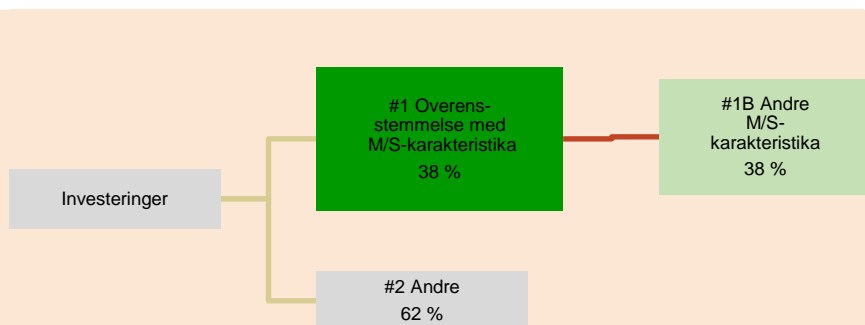 #1 Overens-
stemmelse med
M/S-karakteristika
38 %
#1B Andre
M/S-
karakteristika
38 %
Investeringer
#2 Andre
62 %